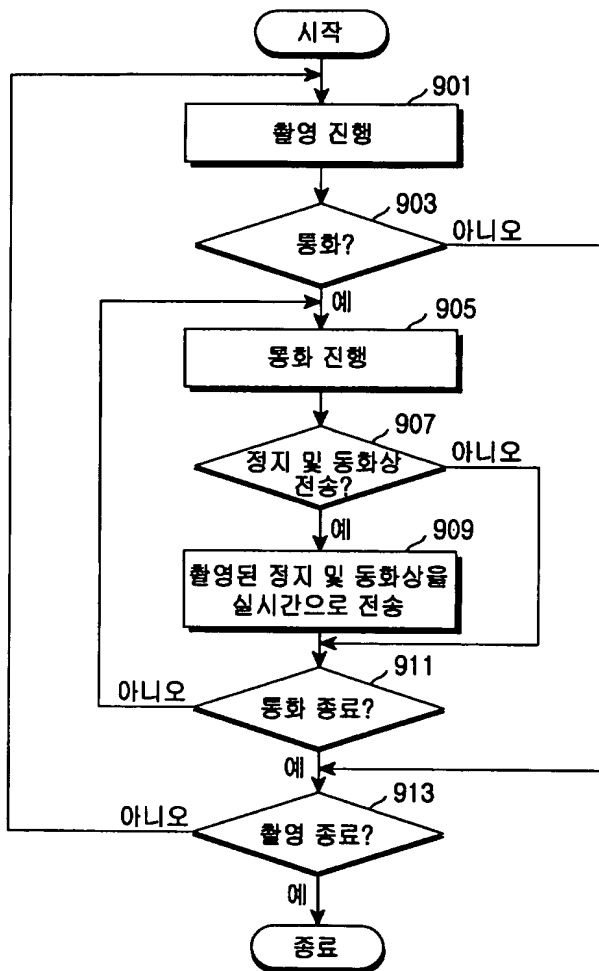 시작
901
촬영 진행
903
통화?
아니오
예
905
통화 진행
907
정지 및 동화상
전송?
아니오
예
909
촬영된 정지 및 동화상을
실시간으로 전송
911
통화 종료?
아니오
예
913
촬영 종료?
아니오
예
종료